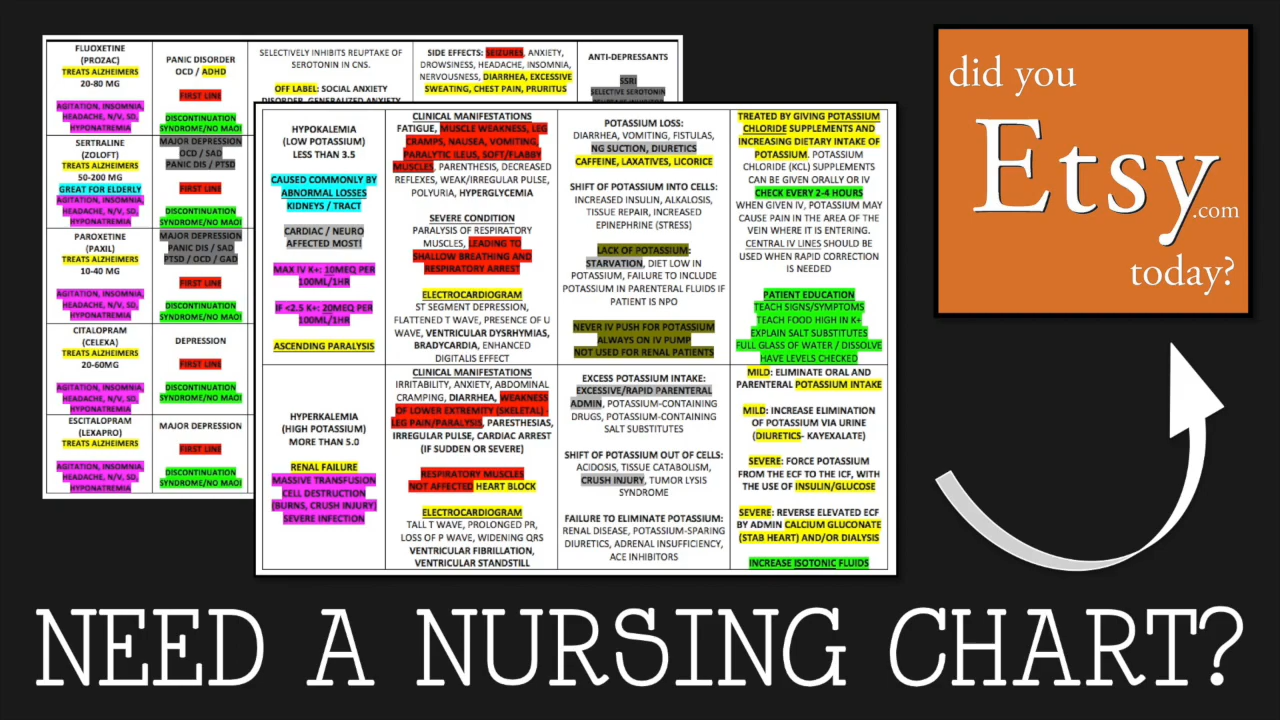 FLUOXETINE
(PROZAC)
TREATS ALZHEIMERS
20-80 MG
AGITATION, INSOMNIA,
HEADACHE, N/V, SD,
HYPONATREMIA
PANIC DISORDER
OCD / ADHD
FIRST LINE
DISCONTINUATION
SYNDROME/NO MAOI
SELECTIVELY INHIBITS REUPTAKE OF
SEROTONIN IN CNS.
OFF LABEL: SOCIAL ANXIETY
DISORDER, GENERALIZED ANXIETY
SIDE EFFECTS: SEIZURES, ANXIETY,
DROWSINESS, HEADACHE, INSOMNIA,
NERVOUSNESS, DIARRHEA, EXCESSIVE
SWEATING, CHEST PAIN, PRURITUS
ANTI-DEPRESSANTS
SSRI
SELECTIVE SEROTONIN
SERTRALINE
(ZOLOFT)
TREATS ALZHEIMERS
50-200 MG
GREAT FOR ELDERLY
AGITATION, INSOMNIA,
HEADACHE, N/V, SD,
HYPONATREMIA
MAJOR DEPRESSION
OCD / SAD
PANIC DIS / PTSD
FIRST LINE
DISCONTINUATION
SYNDROME/NO MAOI
PAROXETINE
(PAXIL)
TREATS ALZHEIMERS
10-40 MG
AGITATION, INSOMNIA,
HEADACHE, N/V, SD,
HYPONATREMIA
MAJOR DEPRESSION
PANIC DIS / SAD
PTSD / OCD / GAD
FIRST LINE
DISCONTINUATION
SYNDROME/NO MAOI
CITALOPRAM
(CELEXA)
TREATS ALZHEIMERS
20-60MG
AGITATION, INSOMNIA,
HEADACHE, N/V, SD,
HYPONATREMIA
DEPRESSION
FIRST LINE
DISCONTINUATION
SYNDROME/NO MAOI
ESCITALOPRAM
(LEXAPRO)
TREATS ALZHEIMERS
AGITATION, INSOMNIA,
HEADACHE, N/V, SD,
HYPONATREMIA
MAJOR DEPRESSION
FIRST LINE
DISCONTINUATION
SYNDROME/NO MAOI
HYPOKALEMIA
(LOW POTASSIUM)
LESS THAN 3.5
CAUSED COMMONLY BY
ABNORMAL LOSSES
KIDNEYS / TRACT
CARDIAC / NEURO
AFFECTED MOST!
MAX IV K+: 10MEQ PER
100ML/1HR
IF <2.5 K+: 20MEQ PER
100ML/1HR
ASCENDING PARALYSIS
CLINICAL MANIFESTATIONS
FATIGUE, MUSCLE WEAKNESS, LEG
CRAMPS, NAUSEA, VOMITING,
PARALYTIC ILEUS, SOFT/FLABBY
MUSCLES, PARENTHESIS, DECREASED
REFLEXES, WEAK/IRREGULAR PULSE,
POLYURIA, HYPERGLYCEMIA
SEVERE CONDITION
PARALYSIS OF RESPIRATORY
MUSCLES, LEADING TO
SHALLOW BREATHING AND
RESPIRATORY ARREST
ELECTROCARDIOGRAM
ST SEGMENT DEPRESSION,
FLATTENED T WAVE, PRESENCE OF U
WAVE, VENTRICULAR DYSRHYMIAS,
BRADYCARDIA, ENHANCED
DIGITALIS EFFECT
POTASSIUM LOSS:
DIARRHEA, VOMITING, FISTULAS,
NG SUCTION, DIURETICS
CAFFEINE, LAXATIVES, LICORICE
SHIFT OF POTASSIUM INTO CELLS:
INCREASED INSULIN, ALKALOSIS,
TISSUE REPAIR, INCREASED
EPINEPHRINE (STRESS)
LACK OF POTASSIUM:
STARVATION, DIET LOW IN
POTASSIUM, FAILURE TO INCLUDE
POTASSIUM IN PARENTERAL FLUIDS IF
PATIENT IS NPO
NEVER IV PUSH FOR POTASSIUM
ALWAYS ON IV PUMP
NOT USED FOR RENAL PATIENTS
TREATED BY GIVING POTASSIUM
CHLORIDE SUPPLEMENTS AND
INCREASING DIETARY INTAKE OF
POTASSIUM. POTASSIUM
CHLORIDE (KCL) SUPPLEMENTS
CAN BE GIVEN ORALLY OR IV
CHECK EVERY 2-4 HOURS
WHEN GIVEN IV, POTASSIUM MAY
CAUSE PAIN IN THE AREA OF THE
VEIN WHERE IT IS ENTERING.
CENTRAL IV LINES SHOULD BE
USED WHEN RAPID CORRECTION
IS NEEDED
PATIENT EDUCATION
TEACH SIGNS/SYMPTOMS
TEACH FOOD HIGH IN K+
EXPLAIN SALT SUBSTITUTES
FULL GLASS OF WATER / DISSOLVE
HAVE LEVELS CHECKED
HYPERKALEMIA
(HIGH POTASSIUM)
MORE THAN 5.0
RENAL FAILURE
MASSIVE TRANSFUSION
CELL DESTRUCTION
(BURNS, CRUSH INJURY)
SEVERE INFECTION
CLINICAL MANIFESTATIONS
IRRITABILITY, ANXIETY, ABDOMINAL
CRAMPING, DIARRHEA, WEAKNESS
OF LOWER EXTREMITY (SKELETAL) -
LEG PAIN/PARALYSIS, PARESTHESIAS,
IRREGULAR PULSE, CARDIAC ARREST
(IF SUDDEN OR SEVERE)
RESPIRATORY MUSCLES
NOT AFFECTED HEART BLOCK
ELECTROCARDIOGRAM
TALL T WAVE, PROLONGED PR,
LOSS OF P WAVE, WIDENING QRS
VENTRICULAR FIBRILLATION,
VENTRICULAR STANDSTILL
EXCESS POTASSIUM INTAKE:
EXCESSIVE/RAPID PARENTERAL
ADMIN, POTASSIUM-CONTAINING
DRUGS, POTASSIUM-CONTAINING
SALT SUBSTITUTES
SHIFT OF POTASSIUM OUT OF CELLS:
ACIDOSIS, TISSUE CATABOLISM,
CRUSH INJURY, TUMOR LYSIS
SYNDROME
FAILURE TO ELIMINATE POTASSIUM:
RENAL DISEASE, POTASSIUM-SPARING
DIURETICS, ADRENAL INSUFFICIENCY,
ACE INHIBITORS
MILD: ELIMINATE ORAL AND
PARENTERAL POTASSIUM INTAKE
MILD: INCREASE ELIMINATION
OF POTASSIUM VIA URINE
(DIURETICS- KAYEXALATE)
SEVERE: FORCE POTASSIUM
FROM THE ECF TO THE ICF, WITH
THE USE OF INSULIN/GLUCOSE
SEVERE: REVERSE ELEVATED ECF
BY ADMIN CALCIUM GLUCONATE
(STAB HEART) AND/OR DIALYSIS
INCREASE ISOTONIC FLUIDS
did you
Etsy.com
today?
NEED A NURSING CHART?